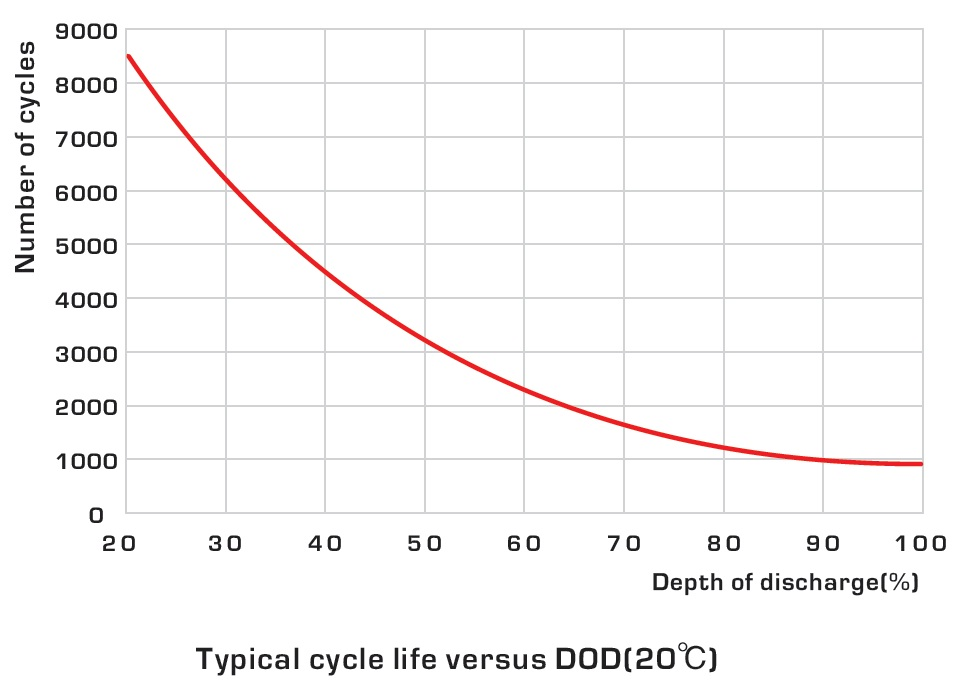 Number of cycles
9000
8000
7000
6000
5000
4000
3000
2000
1000
0
20 30 40 50 60 70 80 90 100
Depth of discharge(%)
Typical cycle life versus DOD(20℃)